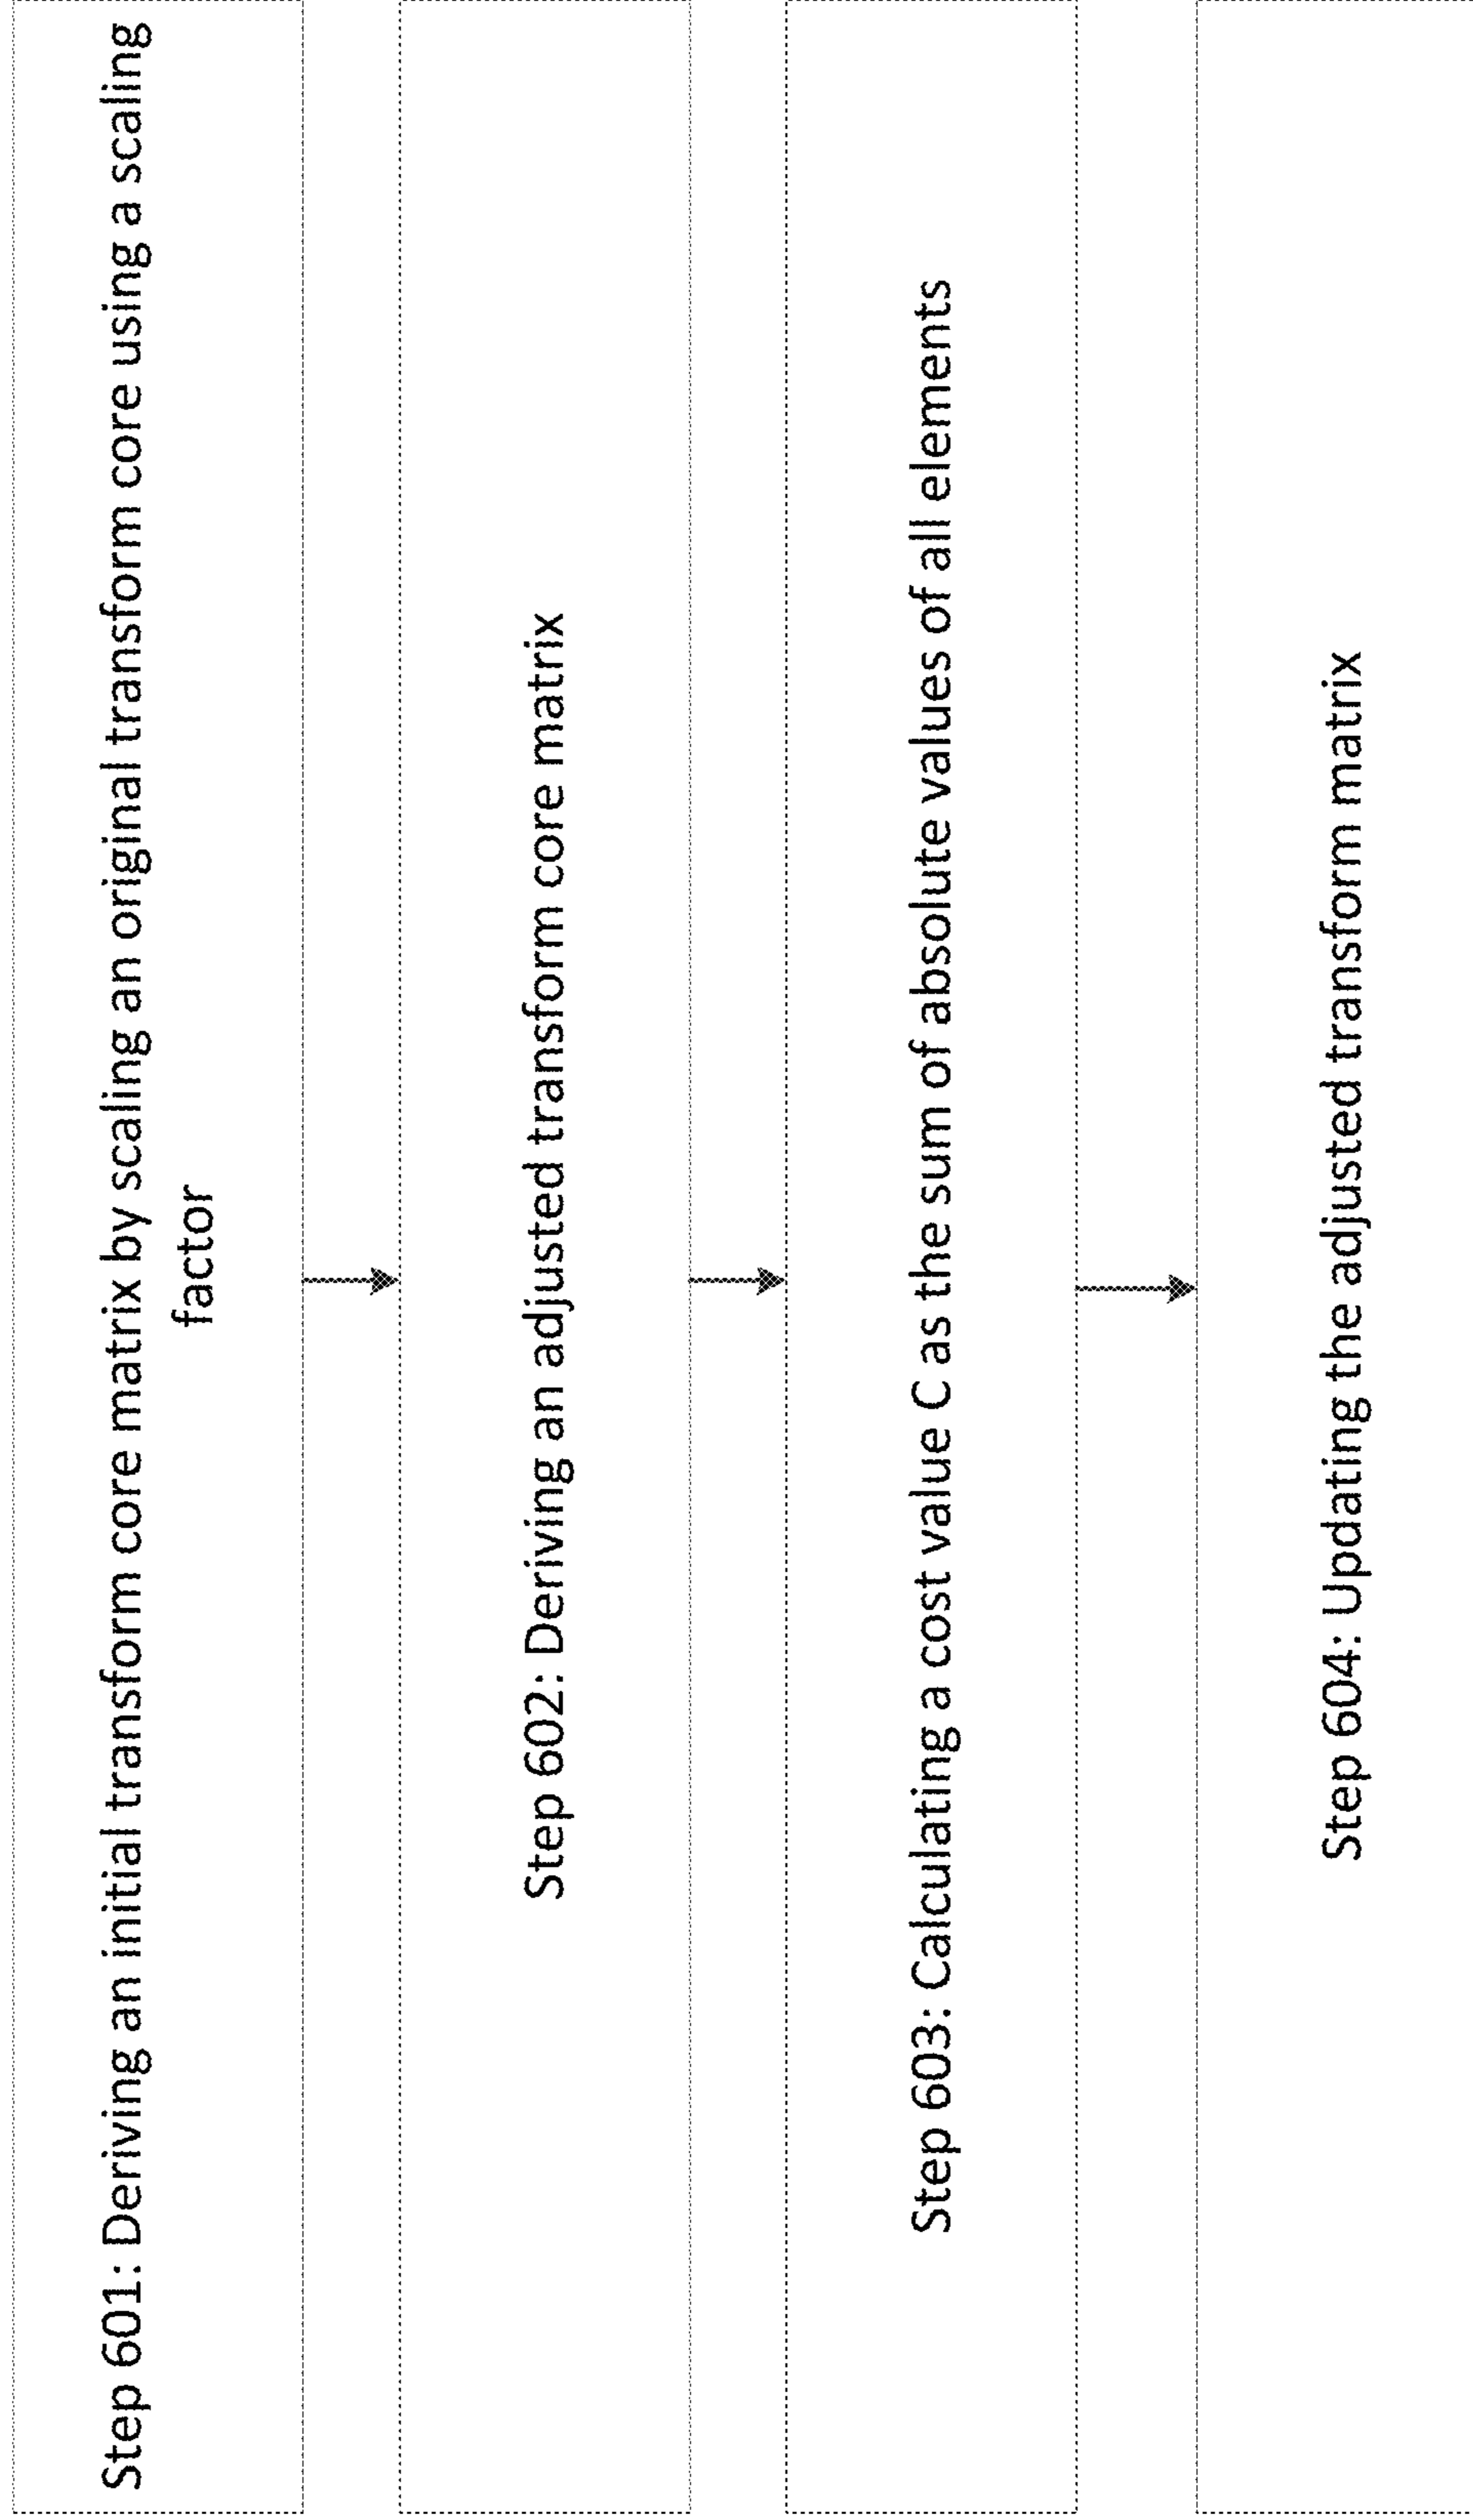 Step 601: Deriving an initial transform core matrix by scaling an original transform core using a scaling
factor
Step 602: Deriving an adjusted transform core matrix
Step 603: Calculating a cost value C as the sum of absolute values of all elements
Step 604: Updating the adjusted transform matrix